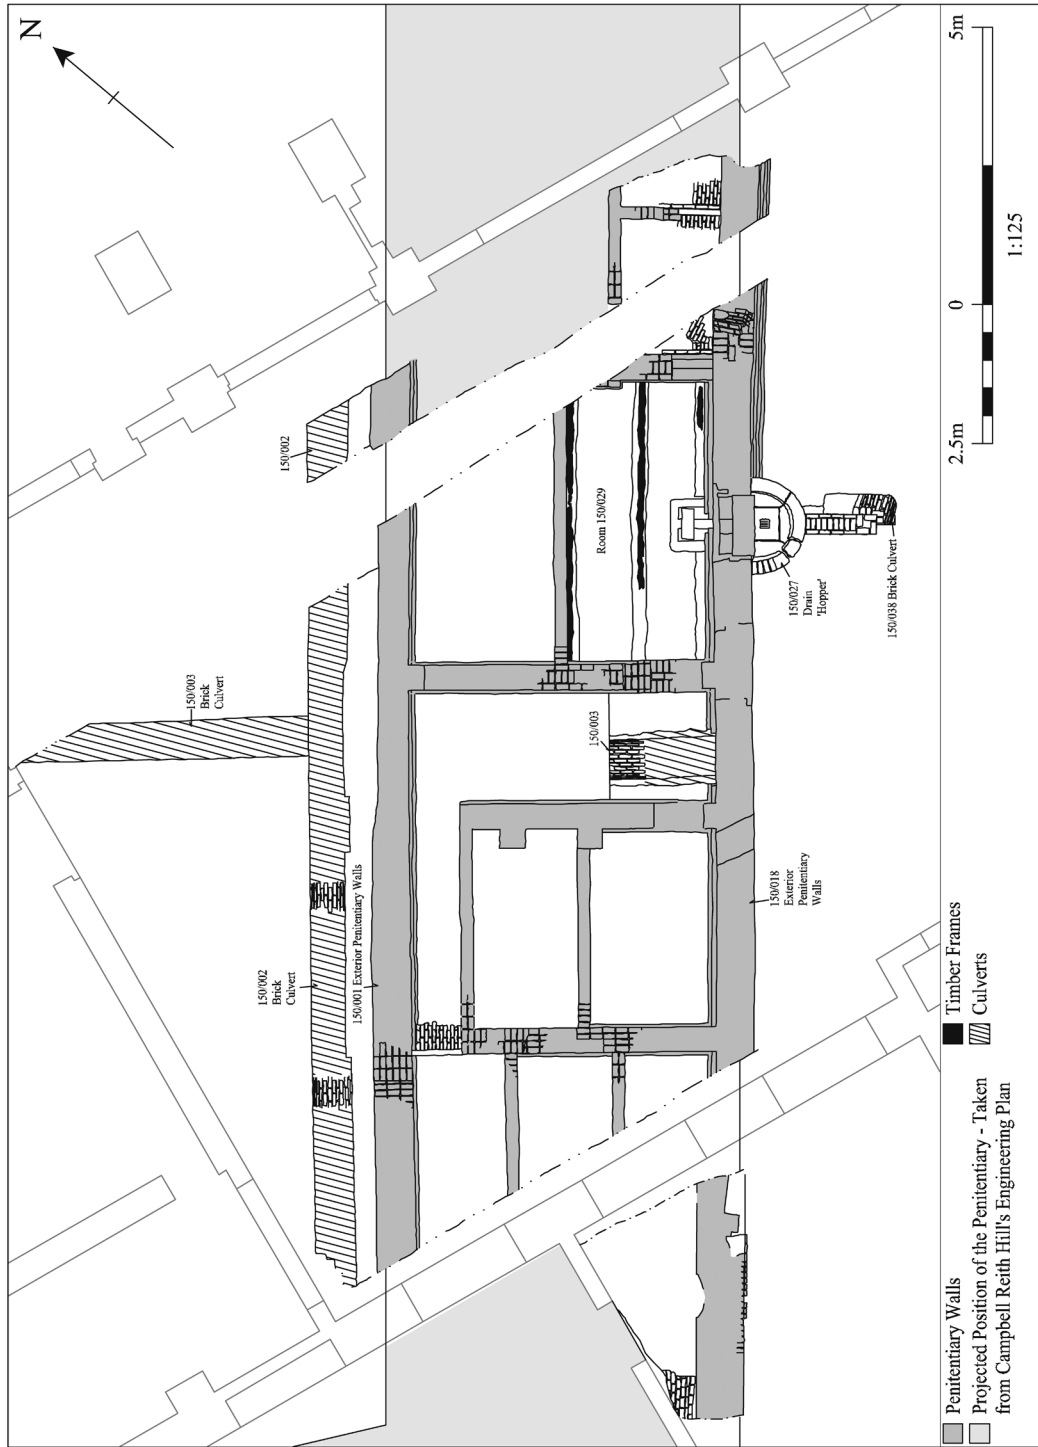 N
150/002
150/003
Brick
Culvert
150/002
Brick
Culvert
150/001 Exterior Penitentiary Walls
Room 150/029
150/003
150/027
Drain
'Hopper'
150/038 Brick Culvert
150/018
Exterior
Penitentiary
Walls
Penitentiary Walls
Projected Position of the Penitentiary - Taken
from Campbell Reith Hill's Engineering Plan
Timber Frames
Culverts
2.5m
0
5m
1:125